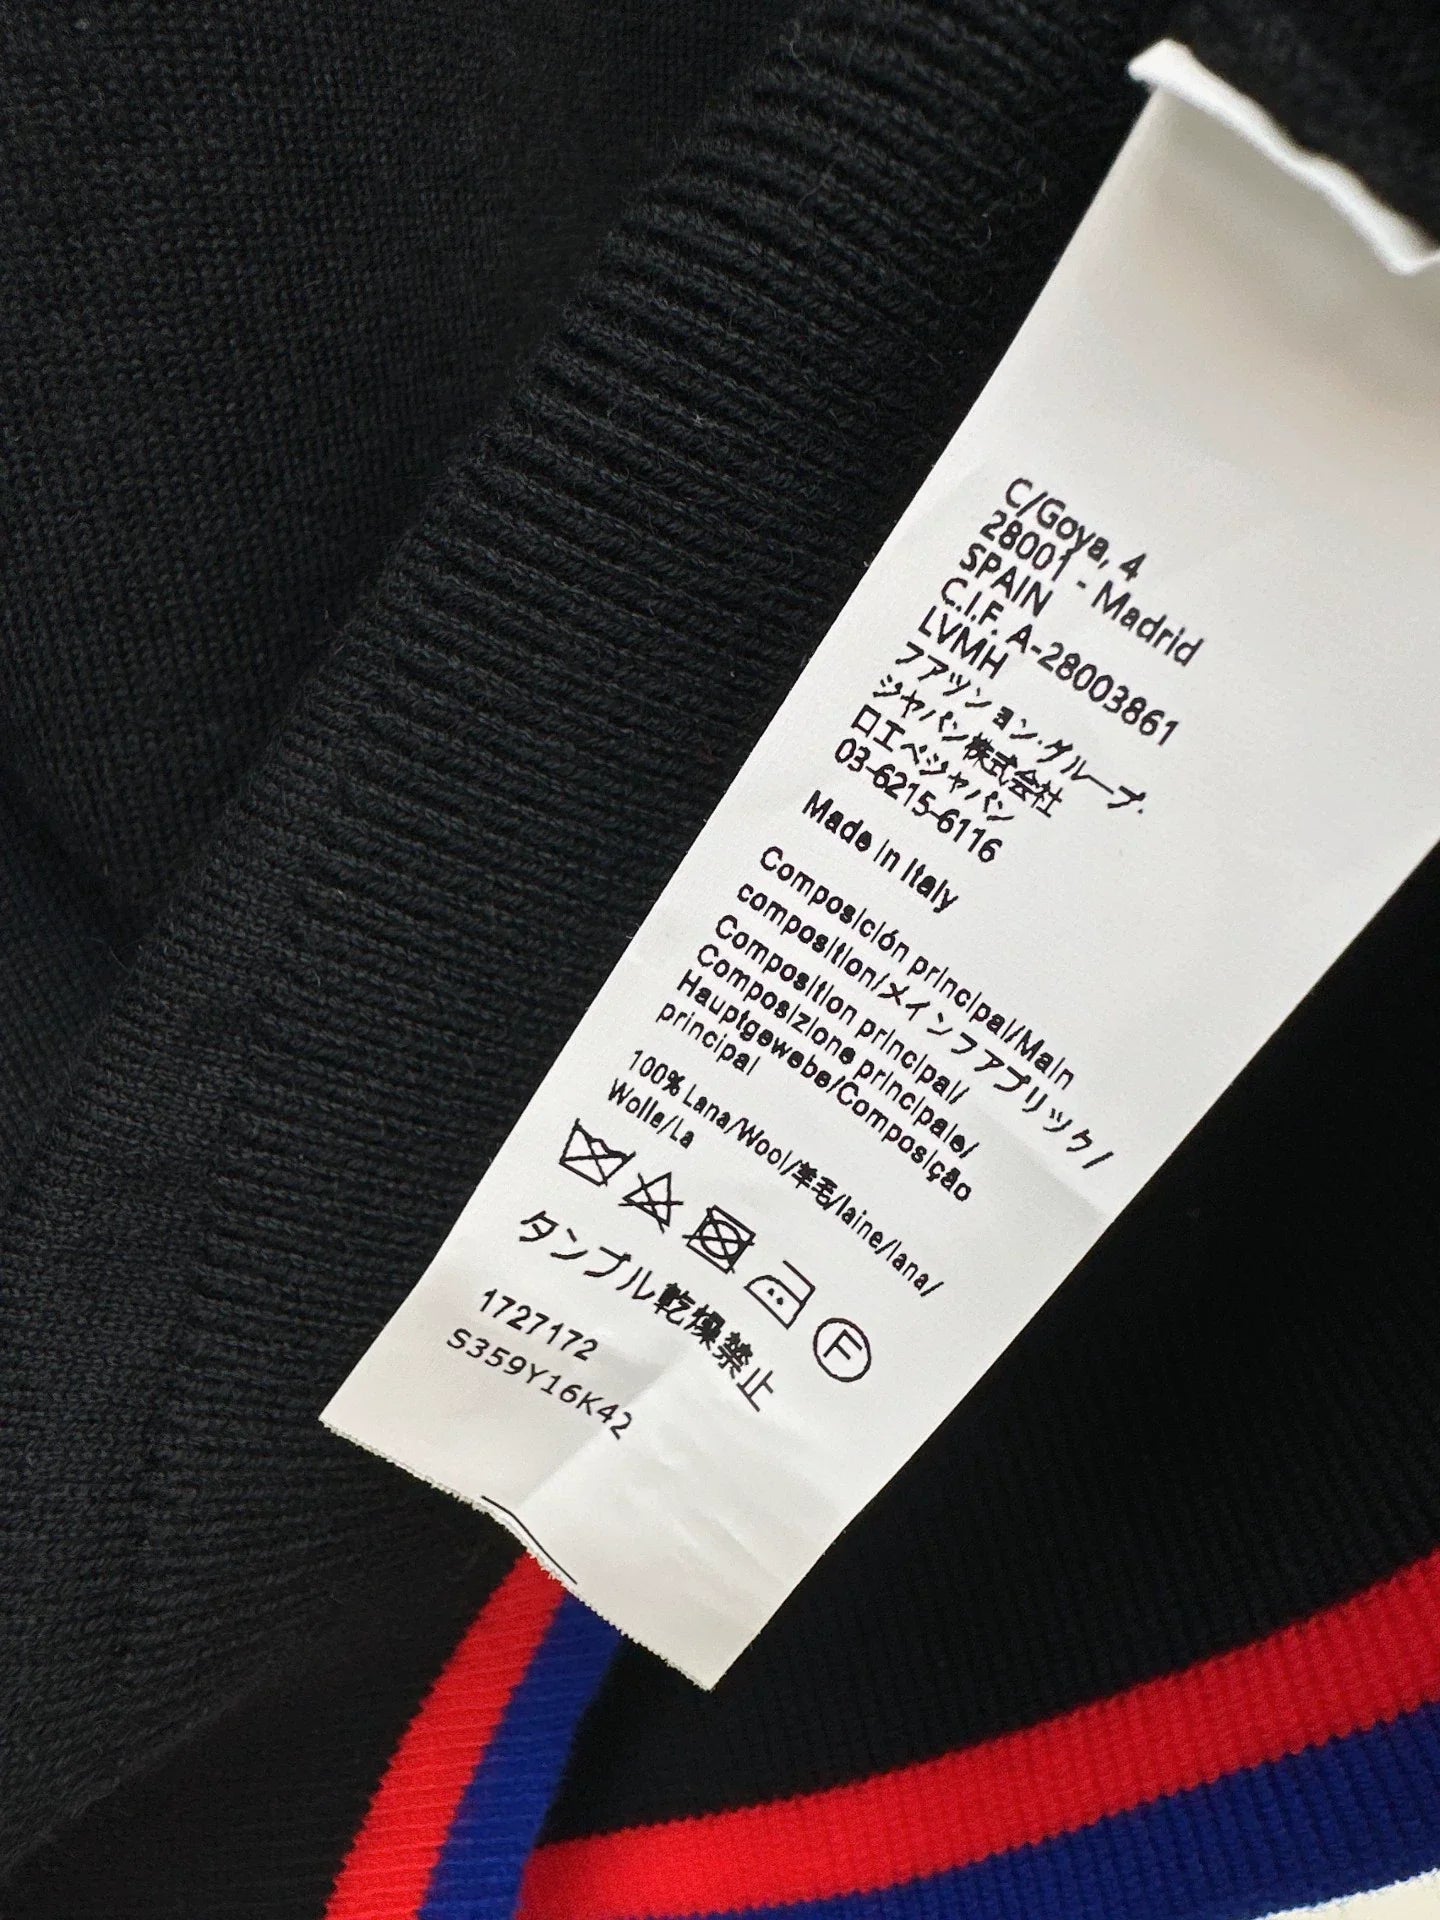 C/Goya, 4
28001 - Madrid
SPAIN
C.I.F. A-28003861
LVMH
フアツション·グループ·
ジャパン株式会社
ロエベジャパン
03-6215-6116
Made in Italy
Composición principal/Main
composition/メインファブリック/
Composition principal/
Composizione principale/
Hauptgewebe/Composição
principal
100% Lana/Wool/羊毛/laine/lana/
Wolle/La
F
タンブル乾燥禁止
1727172
S359Y16K42